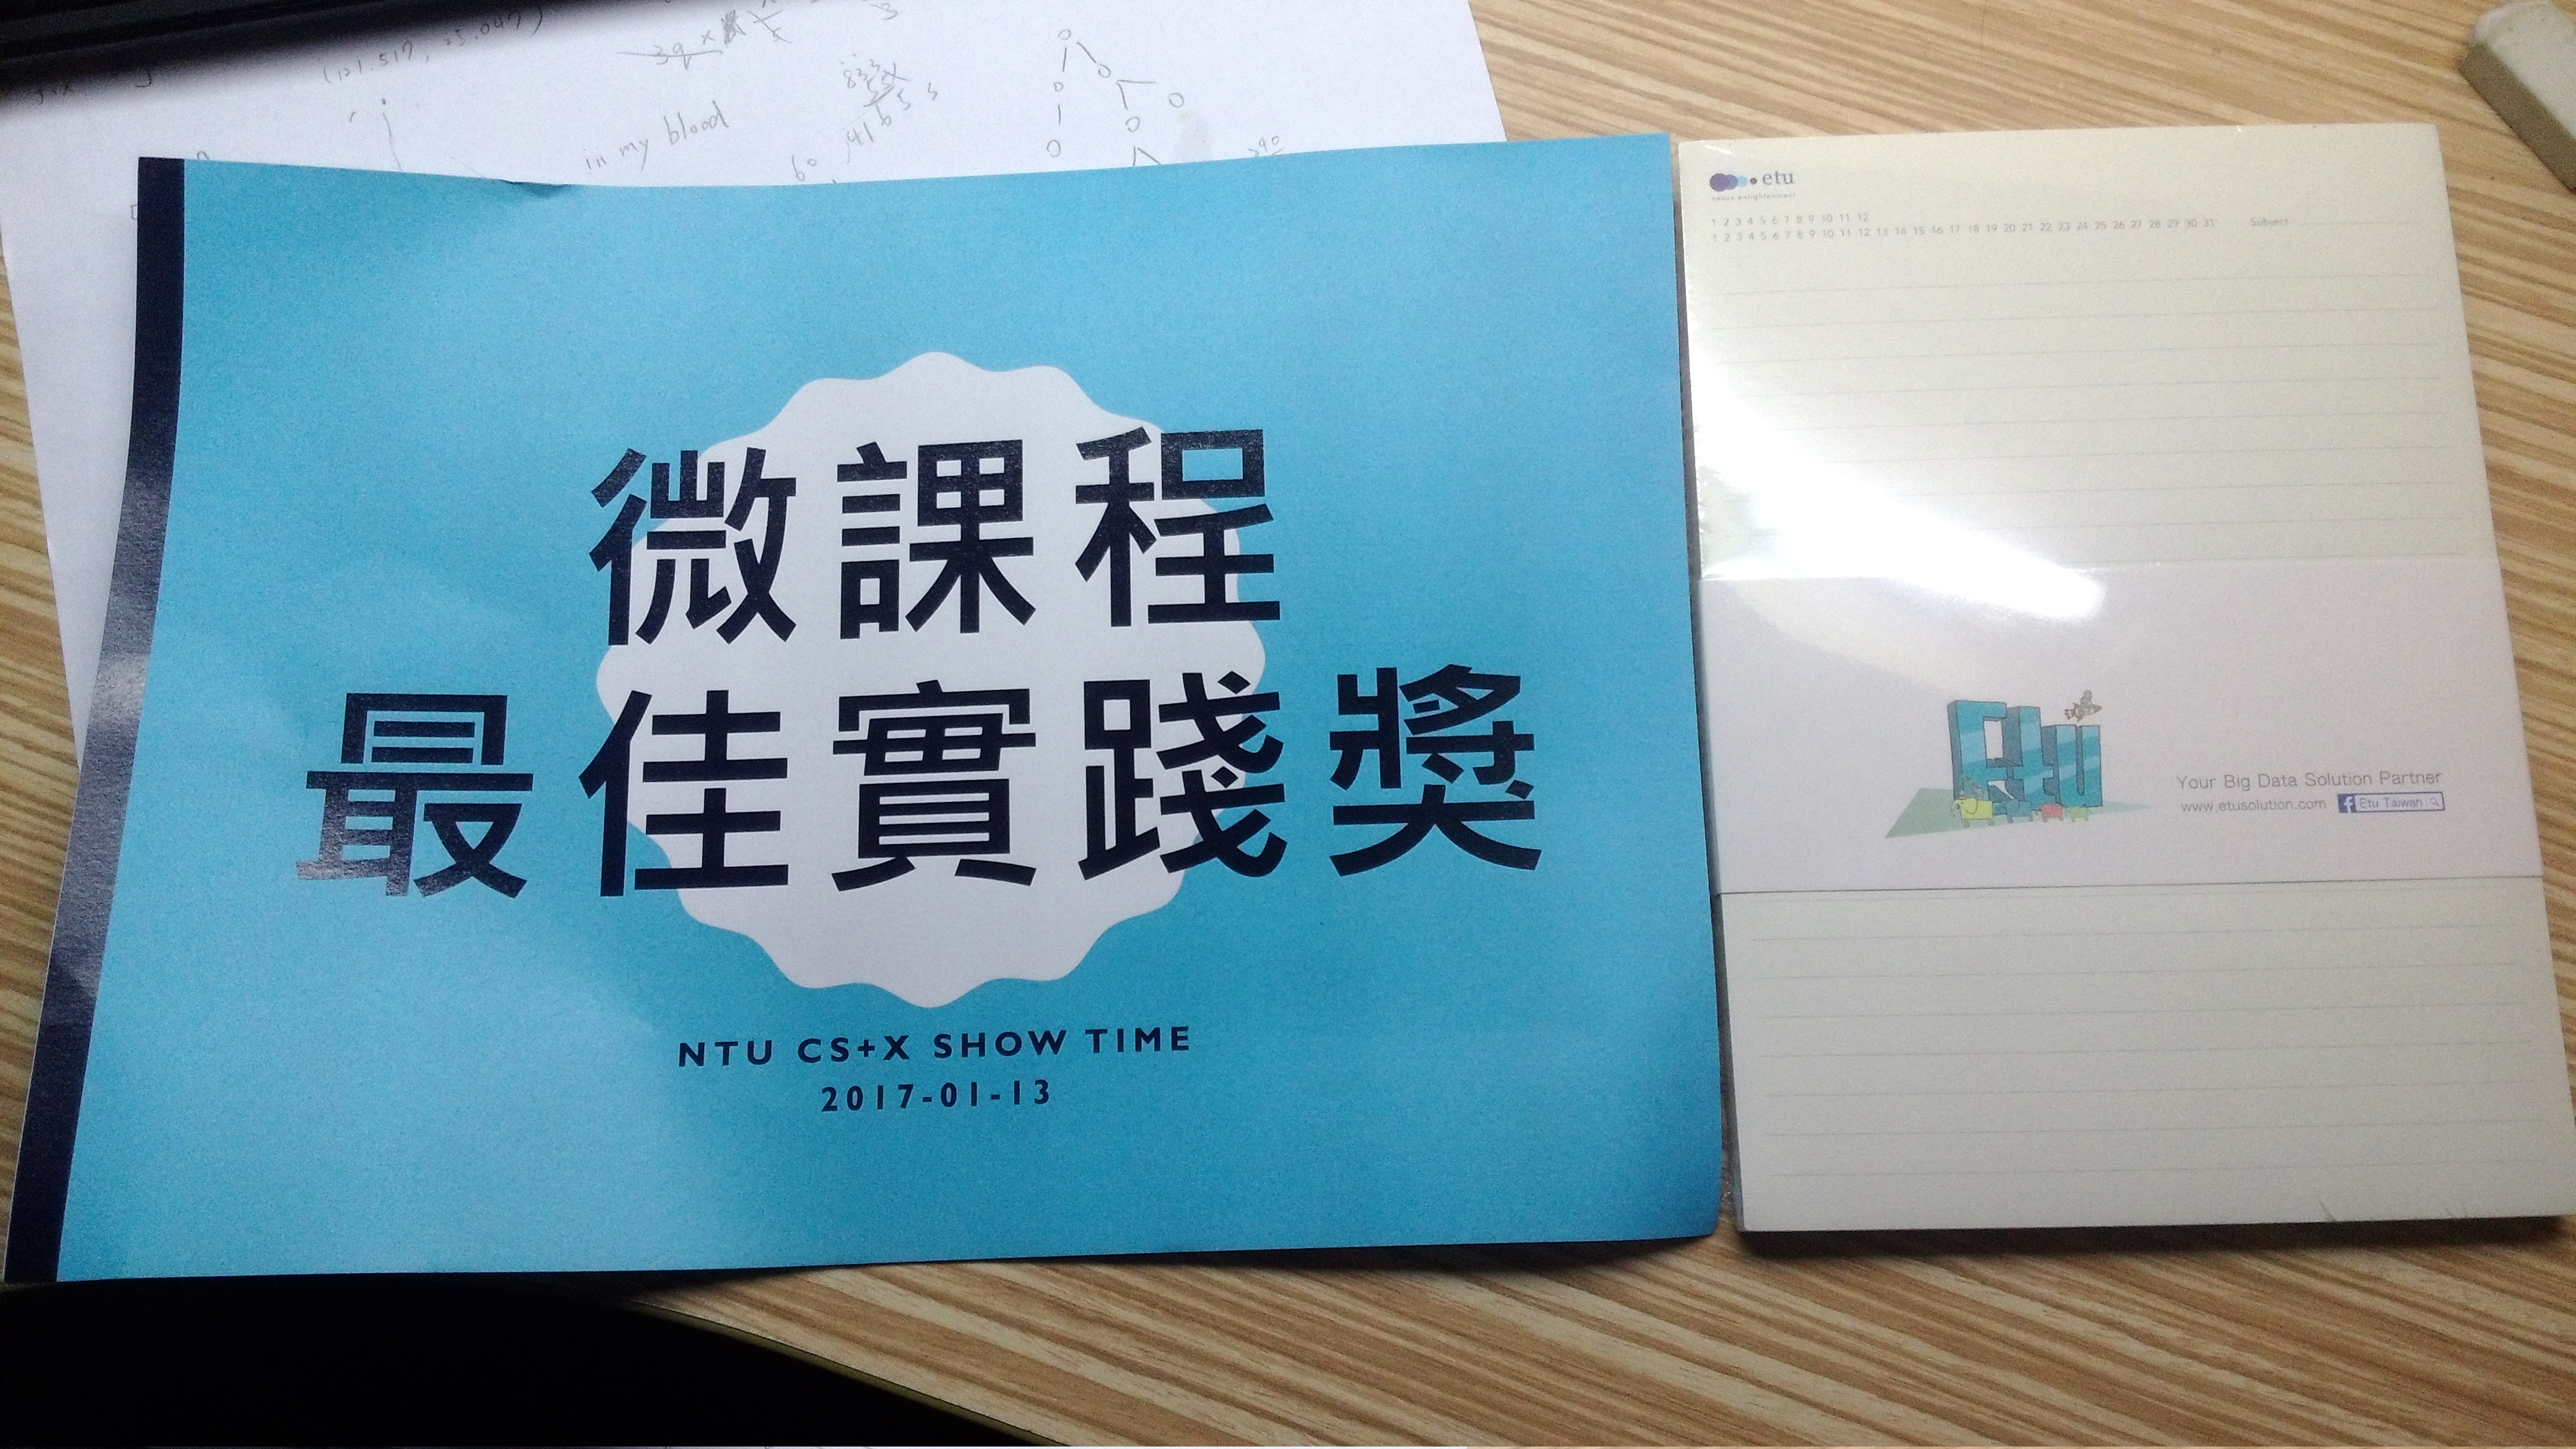 (121.517, 25.047)
in my blood
微課程
最佳實踐獎
NTU CS+X SHOW TIME
2017-01-13
etu
nexus enlightenment
1 2 3 4 5 6 7 8 9 10 11 12
1 2 3 4 5 6 7 8 9 10 11 12 13 14 15 16 17 18 19 20 21 22 23 24 25 26 27 28 29 30 31
Subject:
Etu
Your Big Data Solution Partner
www.etusolution.com
Etu Taiwan